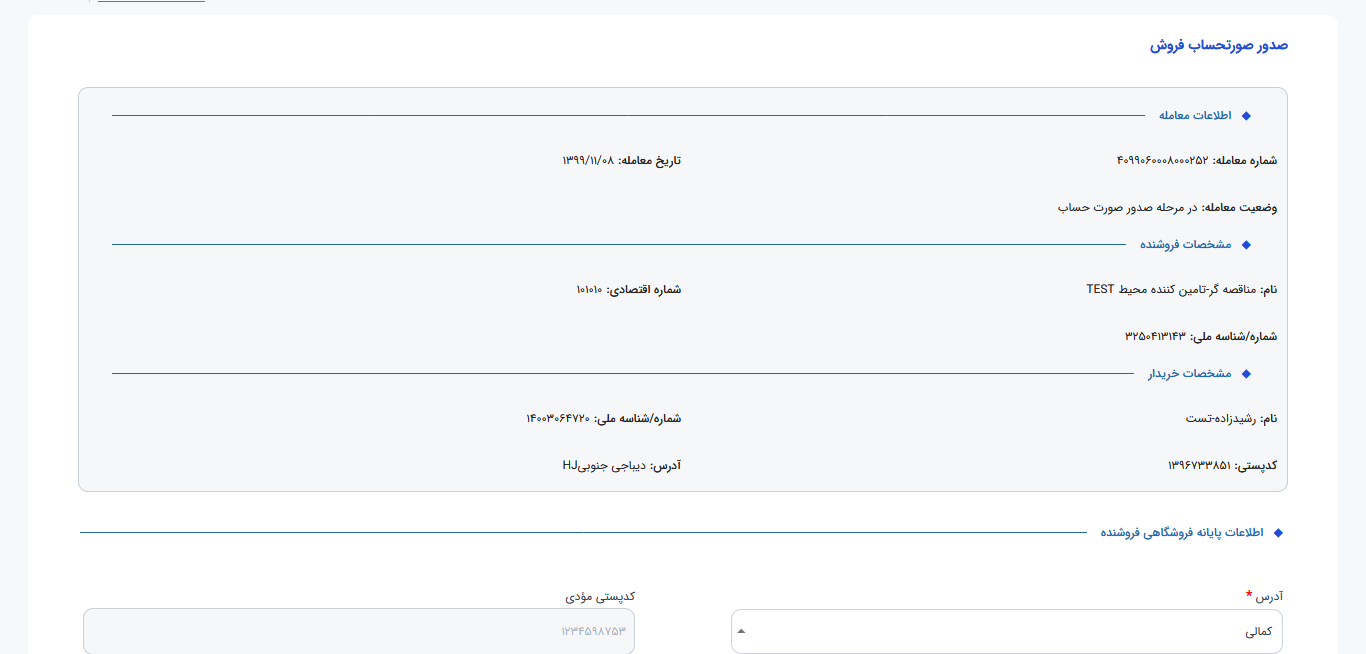 صدور صورتحساب فروش
اطلاعات معامله
شماره معامله: ۴۰۹۹۰۶۰۰۰۸۰۰۰۲۵۲
تاریخ معامله: ۱۳۹۹/۱۱/۰۸
وضعیت معامله: در مرحله صدور صورت حساب
مشخصات فروشنده
نام: مناقصه گر-تامین کننده محیط TEST
شماره اقتصادی: ۱۰۱۰۱۰
شماره/شناسه ملی: ۳۲۵۰۴۱۳۱۴۳
مشخصات خریدار
نام: رشیدزاده-تست
شماره/شناسه ملی: ۱۴۰۰۳۰۶۴۷۲۰
کدپستی: ۱۳۹۶۷۳۳۸۵۱
آدرس: دیباجی جنوبیHJ
اطلاعات پایانه فروشگاهی فروشنده
آدرس *
کدپستی مؤدی
کمالی
۱۲۳۴۵۹۸۷۵۳